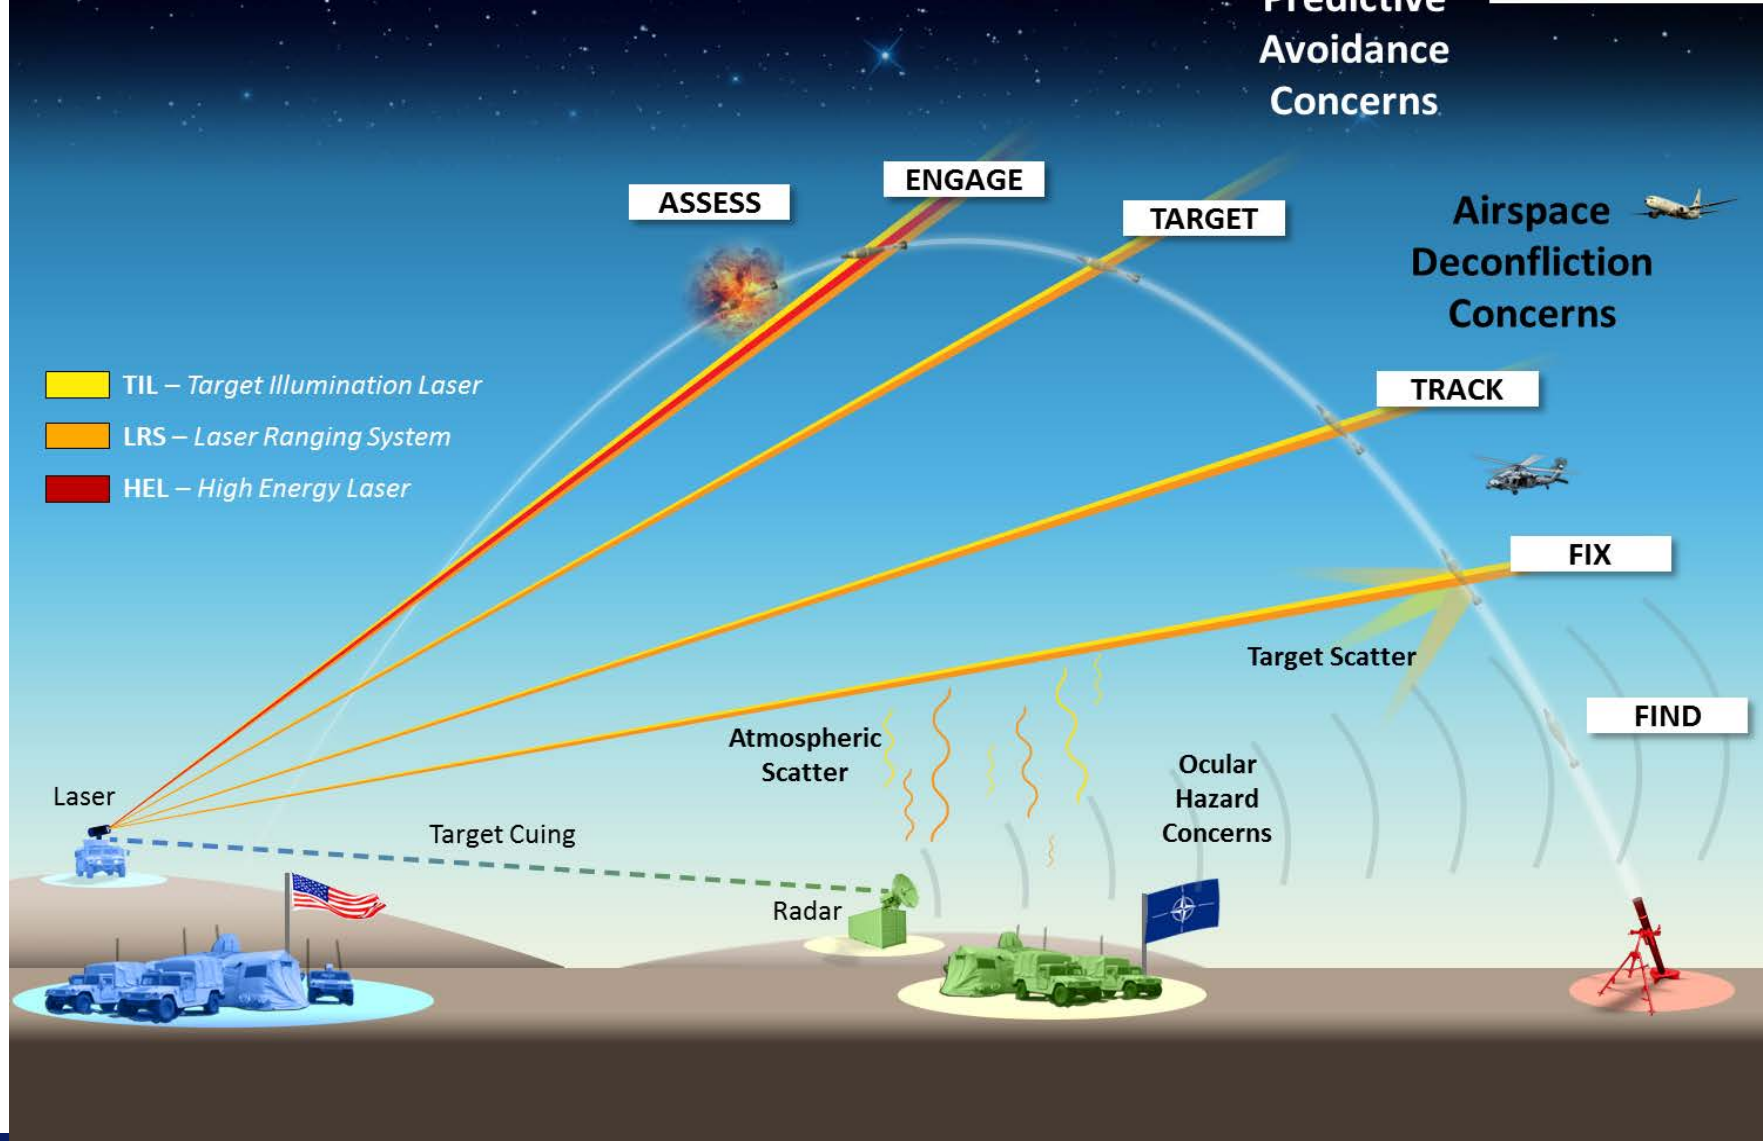 Predictive
Avoidance
Concerns
ENGAGE
ASSESS
TARGET
Airspace
Deconfliction
Concerns
TIL – Target Illumination Laser
TRACK
LRS – Laser Ranging System
HEL – High Energy Laser
FIX
Target Scatter
FIND
Atmospheric
Scatter
Ocular
Hazard
Concerns
Laser
Target Cuing
Radar